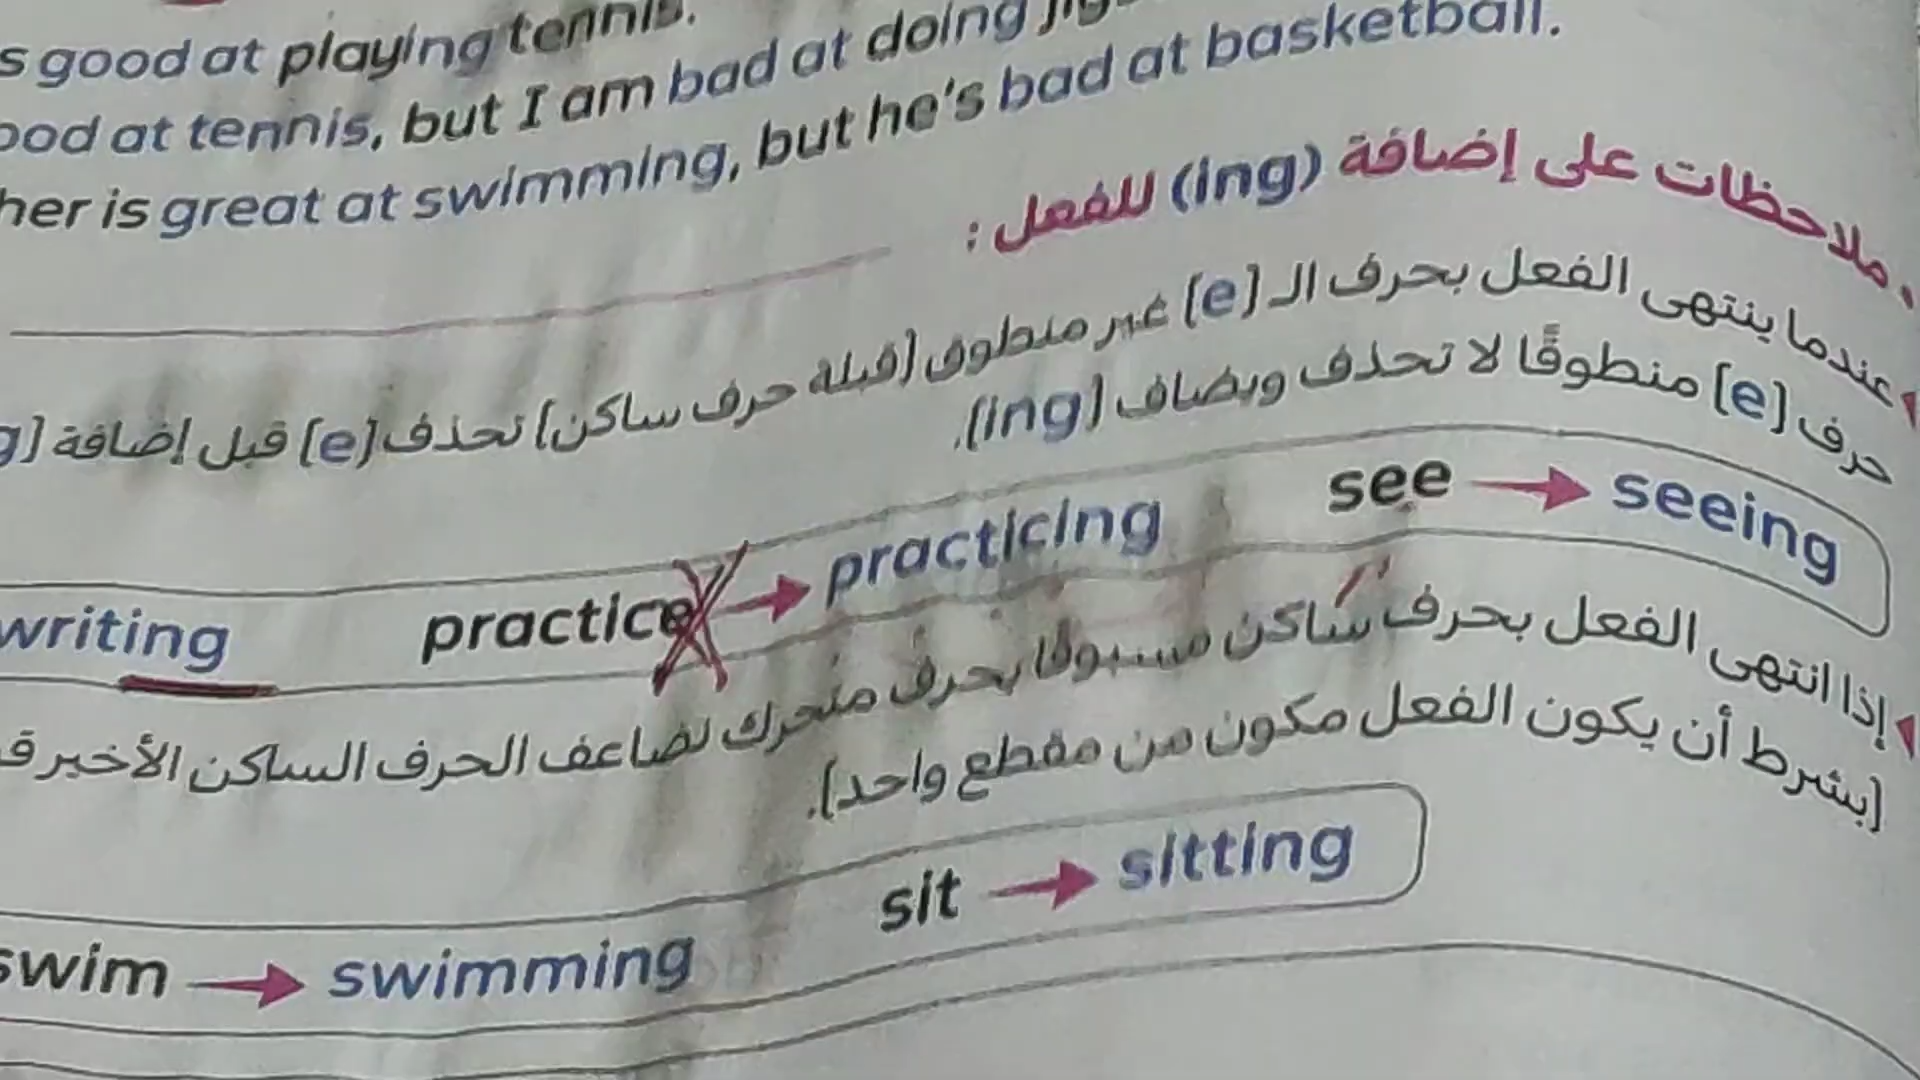 s good at playing tennis.
ood at tennis, but I am bad at doing
her is great at swimming, but he's bad at basketball.
ملاحظات على إضافة (ing) للفعل :
عندما ينتهى الفعل بحرف الـ (e) غير منطوق (قبله حرف ساكن) تحذف (e) قبل إضافة
حرف (e) منطوقًا لا تحذف ويضاف (ing).
writing practice → practicing see → seeing
إذا انتهى الفعل بحرف ساكن مسبوقا بحرف متحرك نضاعف الحرف الساكن الأخير
(بشرط أن يكون الفعل مكون من مقطع واحد).
swim → swimming sit → sitting